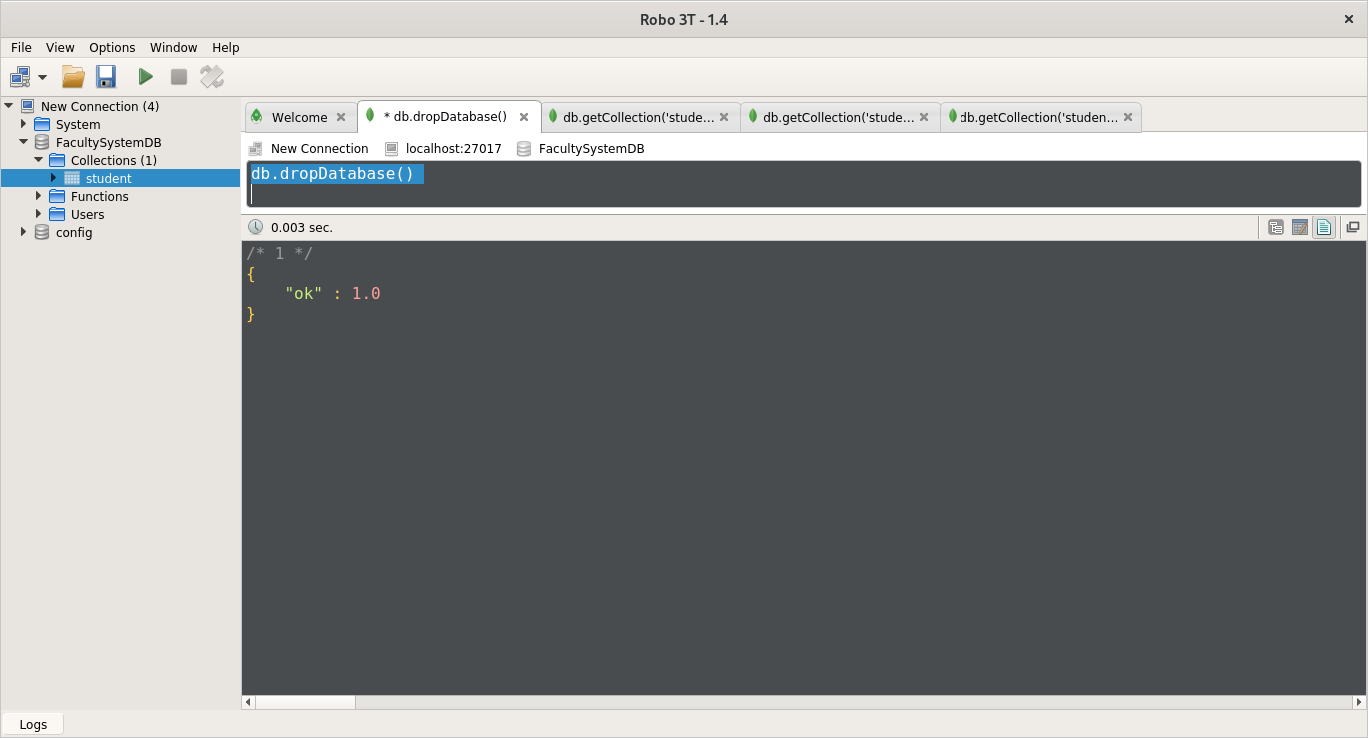 Robo 3T - 1.4
File View Options Window Help
New Connection (4)
System
FacultySystemDB
Collections (1)
student
Functions
Users
config
Welcome
* db.dropDatabase()
db.getCollection('stude...
db.getCollection('stude...
db.getCollection('studen...
New Connection localhost:27017 FacultySystemDB
db.dropDatabase()
0.003 sec.
/* 1 */
{
"ok" : 1.0
}
Logs